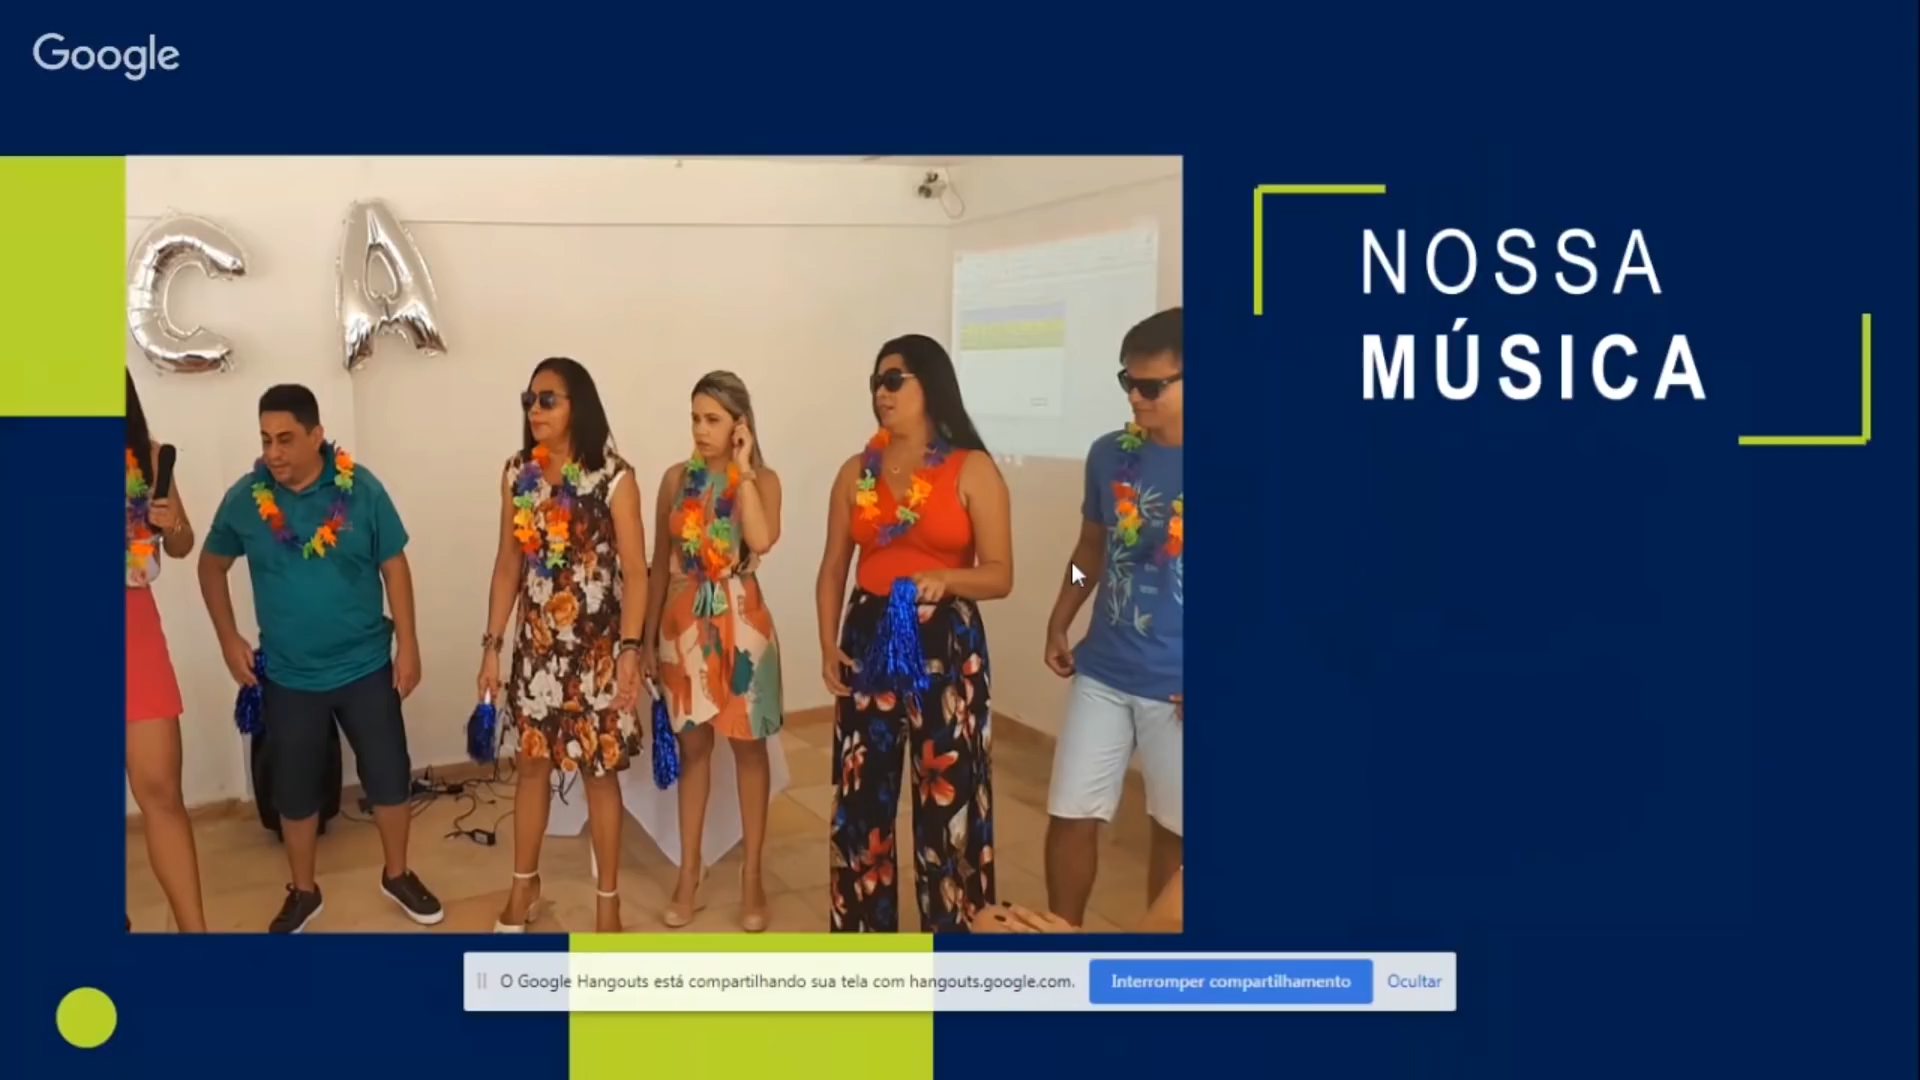 Google
C A
NOSSA
MÚSICA
O Google Hangouts está compartilhando sua tela com hangouts.google.com.
Interromper compartilhamento
Ocultar